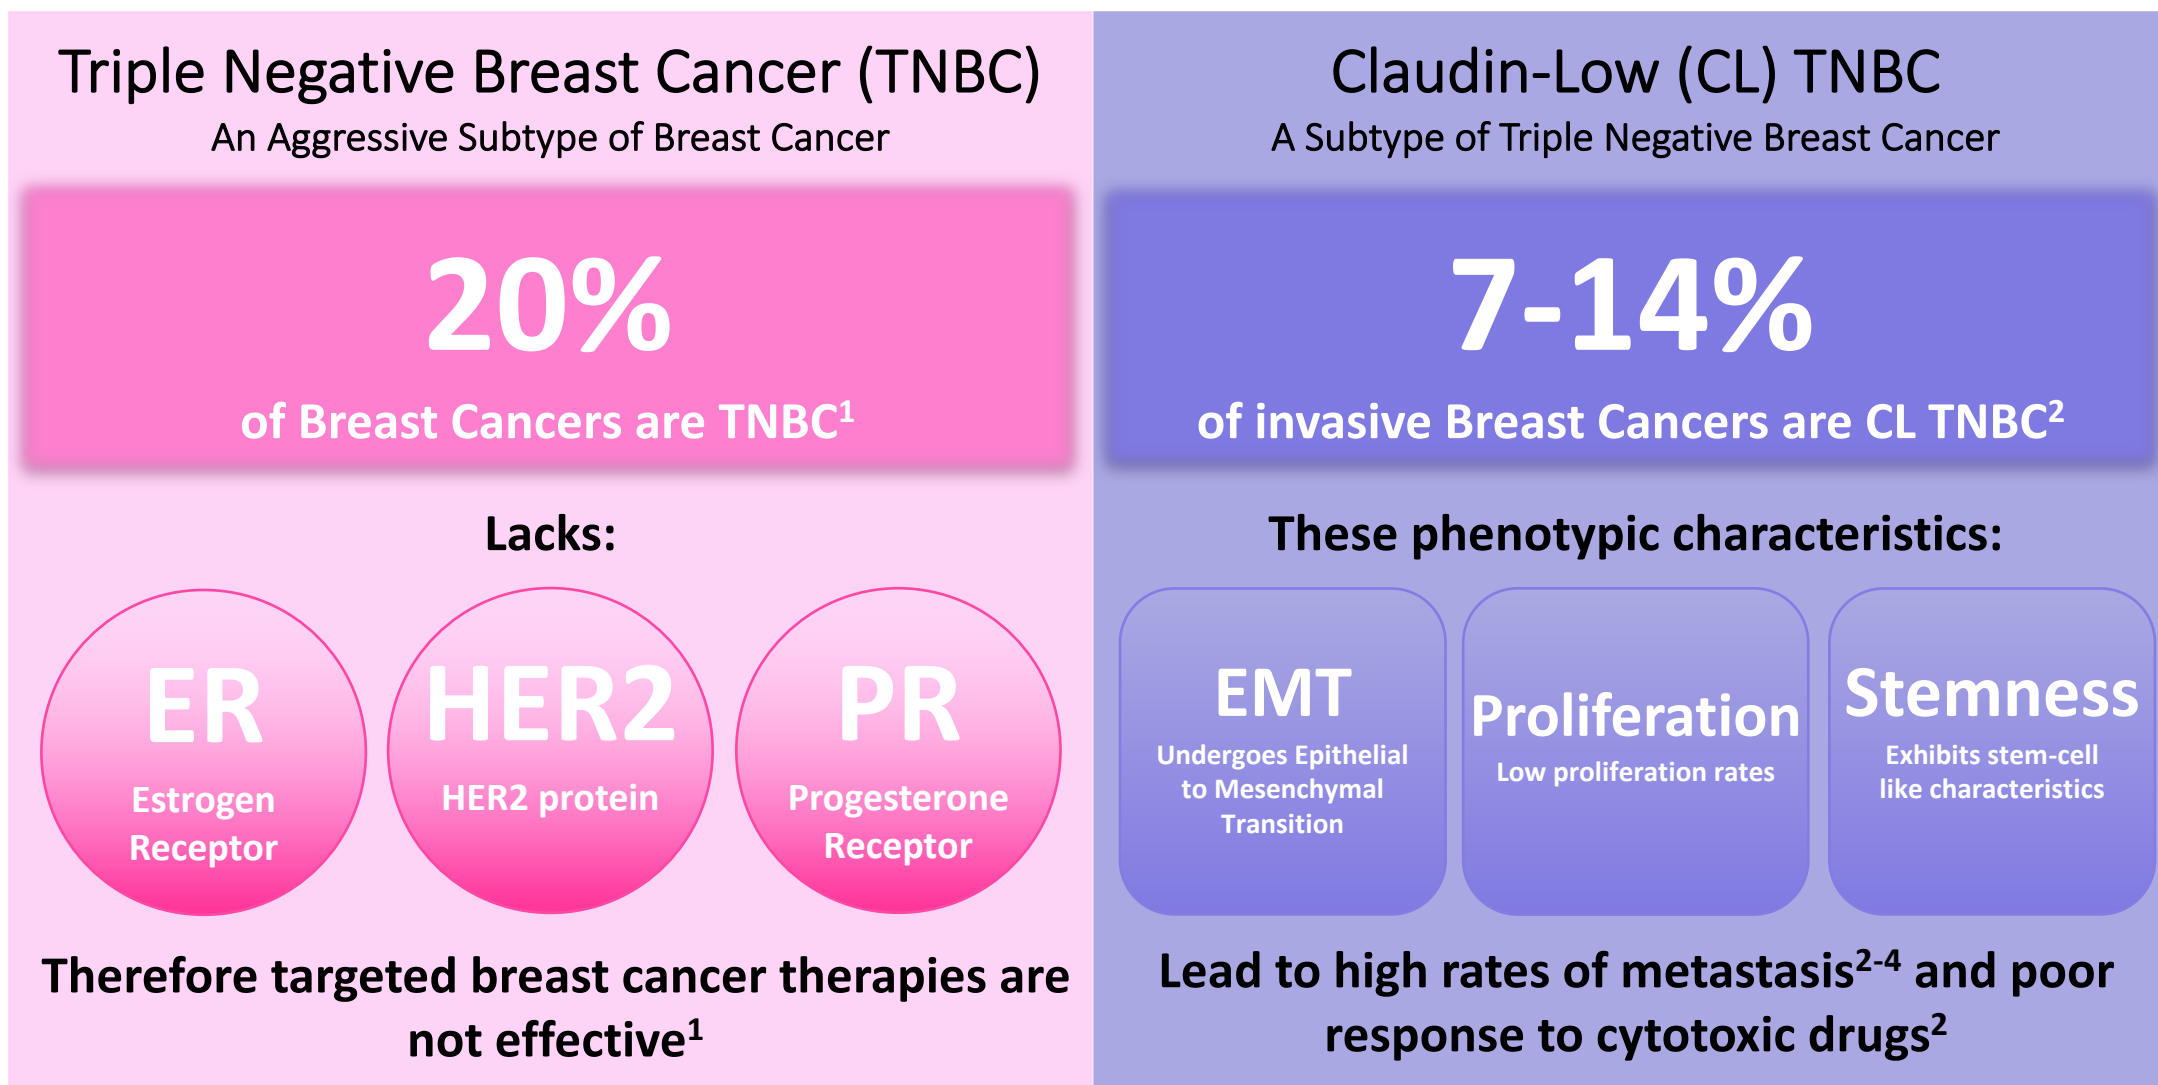 Triple Negative Breast Cancer (TNBC)
An Aggressive Subtype of Breast Cancer
20%
of Breast Cancers are TNBC¹
Lacks:
ER
Estrogen
Receptor
HER2
HER2 protein
PR
Progesterone
Receptor
Therefore targeted breast cancer therapies are
not effective¹
Claudin-Low (CL) TNBC
A Subtype of Triple Negative Breast Cancer
7-14%
of invasive Breast Cancers are CL TNBC²
These phenotypic characteristics:
EMT
Undergoes Epithelial
to Mesenchymal
Transition
Proliferation
Low proliferation rates
Stemness
Exhibits stem-cell
like characteristics
Lead to high rates of metastasis²⁻⁴ and poor
response to cytotoxic drugs²